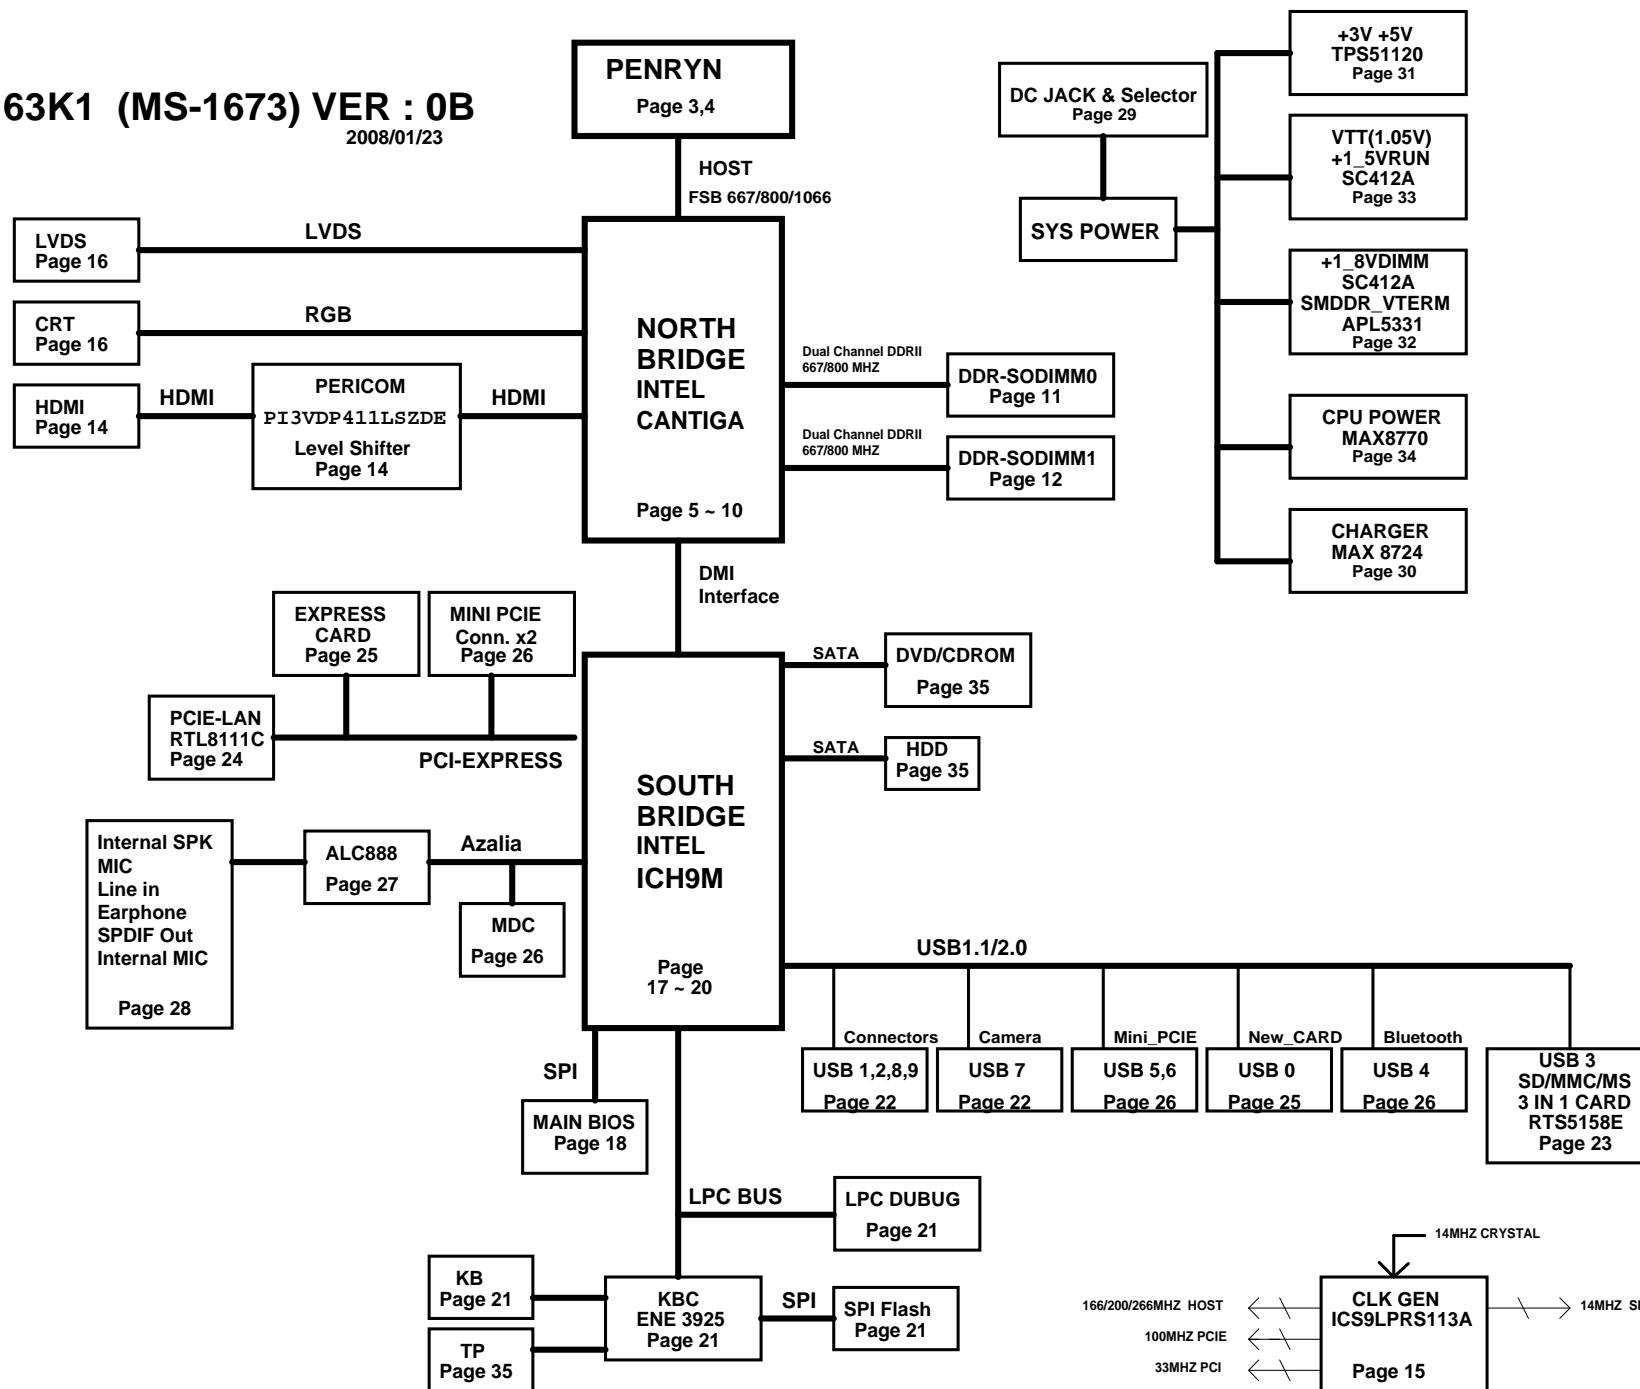 63K1 (MS-1673) VER : 0B
2008/01/23
PENRYN
Page 3,4
HOST
FSB 667/800/1066
DC JACK & Selector
Page 29
SYS POWER
+3V +5V
TPS51120
Page 31
VTT(1.05V)
+1_5VRUN
SC412A
Page 33
+1_8VDIMM
SC412A
SMDDR_VTERM
APL5331
Page 32
CPU POWER
MAX8770
Page 34
CHARGER
MAX 8724
Page 30
LVDS
Page 16
LVDS
CRT
Page 16
RGB
HDMI
Page 14
HDMI
PERICOM
PI3VDP411LSZDE
Level Shifter
Page 14
HDMI
NORTH
BRIDGE
INTEL
CANTIGA
Page 5 ~ 10
Dual Channel DDRII
667/800 MHZ
DDR-SODIMM0
Page 11
Dual Channel DDRII
667/800 MHZ
DDR-SODIMM1
Page 12
DMI
Interface
EXPRESS
CARD
Page 25
MINI PCIE
Conn. x2
Page 26
PCIE-LAN
RTL8111C
Page 24
PCI-EXPRESS
SATA
DVD/CDROM
Page 35
SATA
HDD
Page 35
SOUTH
BRIDGE
INTEL
ICH9M
Page
17 ~ 20
Internal SPK
MIC
Line in
Earphone
SPDIF Out
Internal MIC
Page 28
ALC888
Page 27
Azalia
MDC
Page 26
USB1.1/2.0
Connectors
USB 1,2,8,9
Page 22
Camera
USB 7
Page 22
Mini_PCIE
USB 5,6
Page 26
New_CARD
USB 0
Page 25
Bluetooth
USB 4
Page 26
USB 3
SD/MMC/MS
3 IN 1 CARD
RTS5158E
Page 23
SPI
MAIN BIOS
Page 18
LPC BUS
LPC DUBUG
Page 21
KB
Page 21
TP
Page 35
KBC
ENE 3925
Page 21
SPI
SPI Flash
Page 21
14MHZ CRYSTAL
166/200/266MHZ HOST
100MHZ PCIE
33MHZ PCI
CLK GEN
ICS9LPRS113A
Page 15
14MHZ